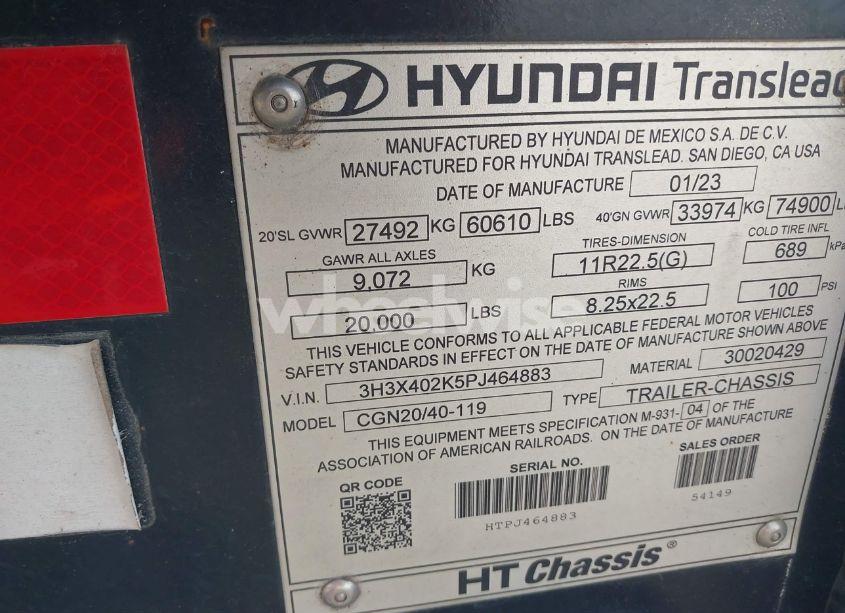 HYUNDAI Translead
MANUFACTURED BY HYUNDAI DE MEXICO S.A. DE C.V.
MANUFACTURED FOR HYUNDAI TRANSLEAD. SAN DIEGO, CA USA
DATE OF MANUFACTURE 01/23
20'SL GVWR 27492 KG 60610 LBS 40'GN GVWR 33974 KG 74900 L
GAWR ALL AXLES TIRES-DIMENSION COLD TIRE INFL
9,072 KG 11R22.5(G) 689 kPa
RIMS
20,000 LBS 8.25x22.5 100 PSI
wheelwise
THIS VEHICLE CONFORMS TO ALL APPLICABLE FEDERAL MOTOR VEHICLES
SAFETY STANDARDS IN EFFECT ON THE DATE OF MANUFACTURE SHOWN ABOVE
V.I.N. 3H3X402K5PJ464883 MATERIAL 30020429
MODEL CGN20/40-119 TYPE TRAILER-CHASSIS
THIS EQUIPMENT MEETS SPECIFICATION M-931- 04 OF THE
ASSOCIATION OF AMERICAN RAILROADS. ON THE DATE OF MANUFACTURE
QR CODE SERIAL NO. SALES ORDER
HTPJ464883 54149
HT Chassis®